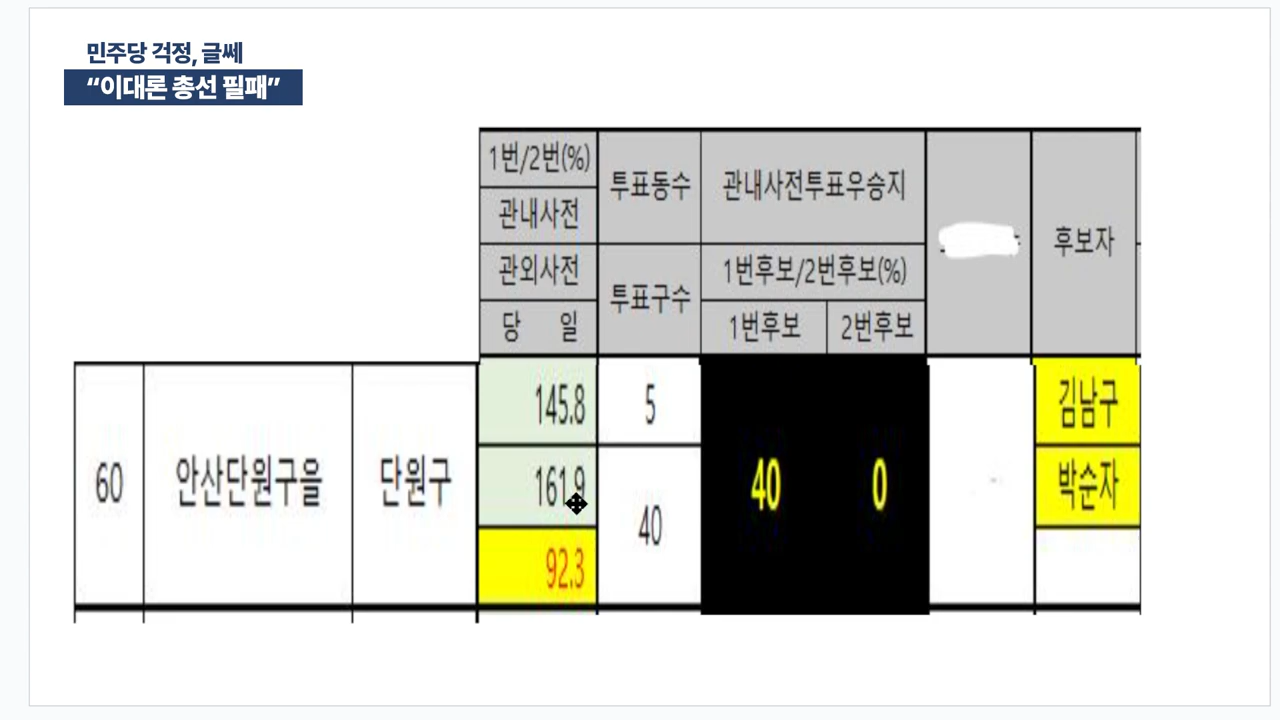 민주당 걱정, 글쎄
“이대론 총선 필패”
1번/2번(%)
관내사전
관외사전
당 일
투표동수
투표구수
관내사전투표우승지
1번후보/2번후보(%)
1번후보 2번후보
후보자
60 안산단원구을 단원구
145.8
161.9
92.3
5
40
40 0
김남구
박순자